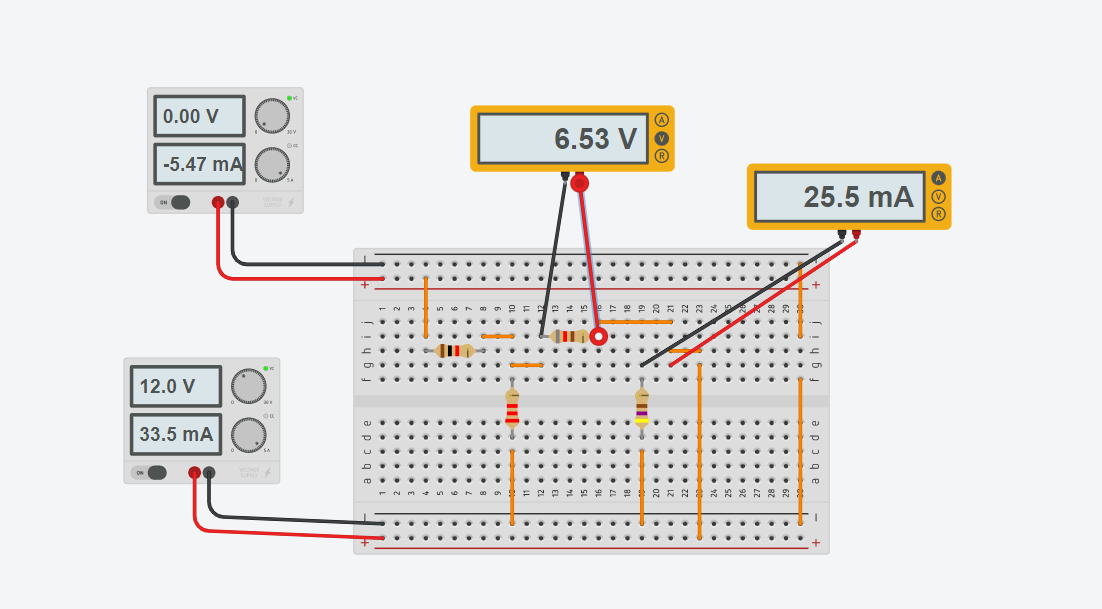 0.00 V
-5.47 mA
ON
VOLTAGE
SUPPLY
6.53 V
A
V
R
25.5 mA
A
V
R
12.0 V
33.5 mA
ON
VOLTAGE
SUPPLY
- -
+ +
1 2 3 4 5 6 7 8 9 10 11 12 13 14 15 16 17 18 19 20 21 22 23 24 25 26 27 28 29 30
j j
i i
h h
g g
f f
e e
d d
c c
b b
a a
1 2 3 4 5 6 7 8 9 10 11 12 13 14 15 16 17 18 19 20 21 22 23 24 25 26 27 28 29 30
- -
+ +